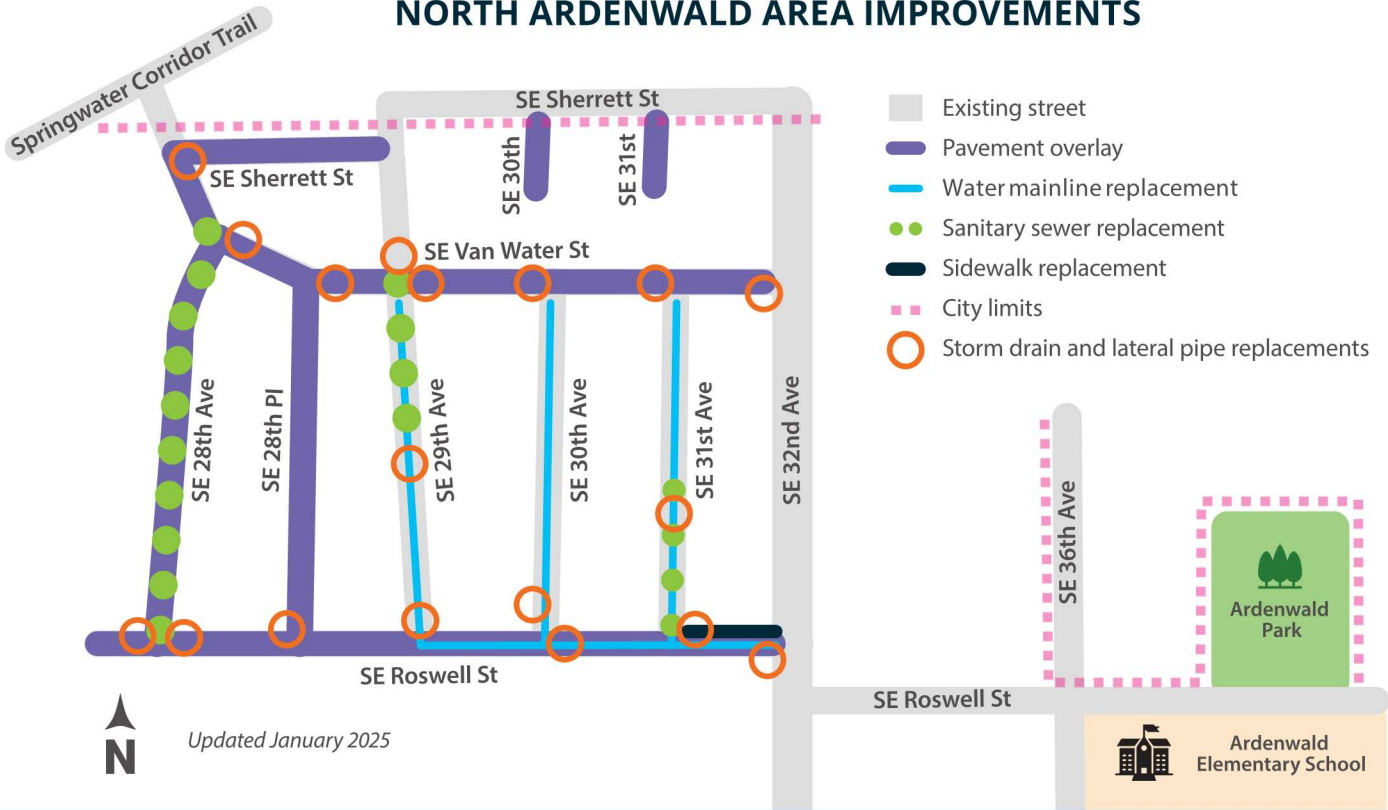 NORTH ARDENWALD AREA IMPROVEMENTS
Springwater Corridor Trail
SE Sherrett St
SE Sherrett St
SE 30th
SE 31st
SE Van Water St
SE 28th Ave
SE 28th Pl
SE 29th Ave
SE 30th Ave
SE 31st Ave
SE 32nd Ave
SE Roswell St
N
Updated January 2025
Existing street
Pavement overlay
Water mainline replacement
Sanitary sewer replacement
Sidewalk replacement
City limits
Storm drain and lateral pipe replacements
SE 36th Ave
Ardenwald
Park
SE Roswell St
Ardenwald
Elementary School